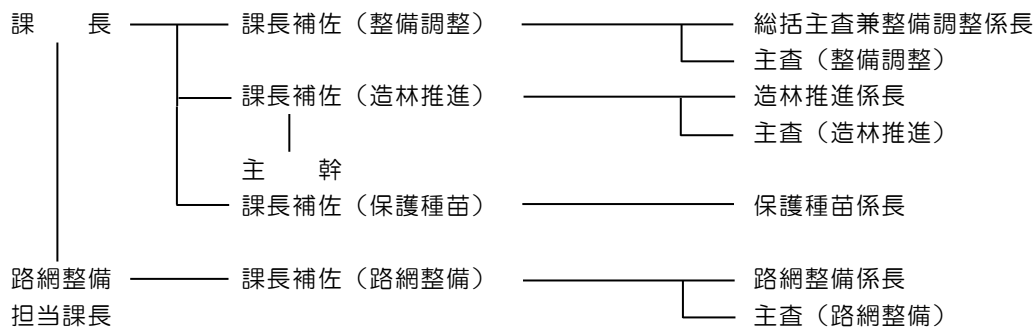 課　　長　課長補佐（整備調整）　総括主査兼整備調整係長
主査（整備調整）
課長補佐（造林推進）　造林推進係長
主査（造林推進）
主　　幹
課長補佐（保護種苗）　保護種苗係長
路網整備　課長補佐（路網整備）　路網整備係長
担当課長　主査（路網整備）